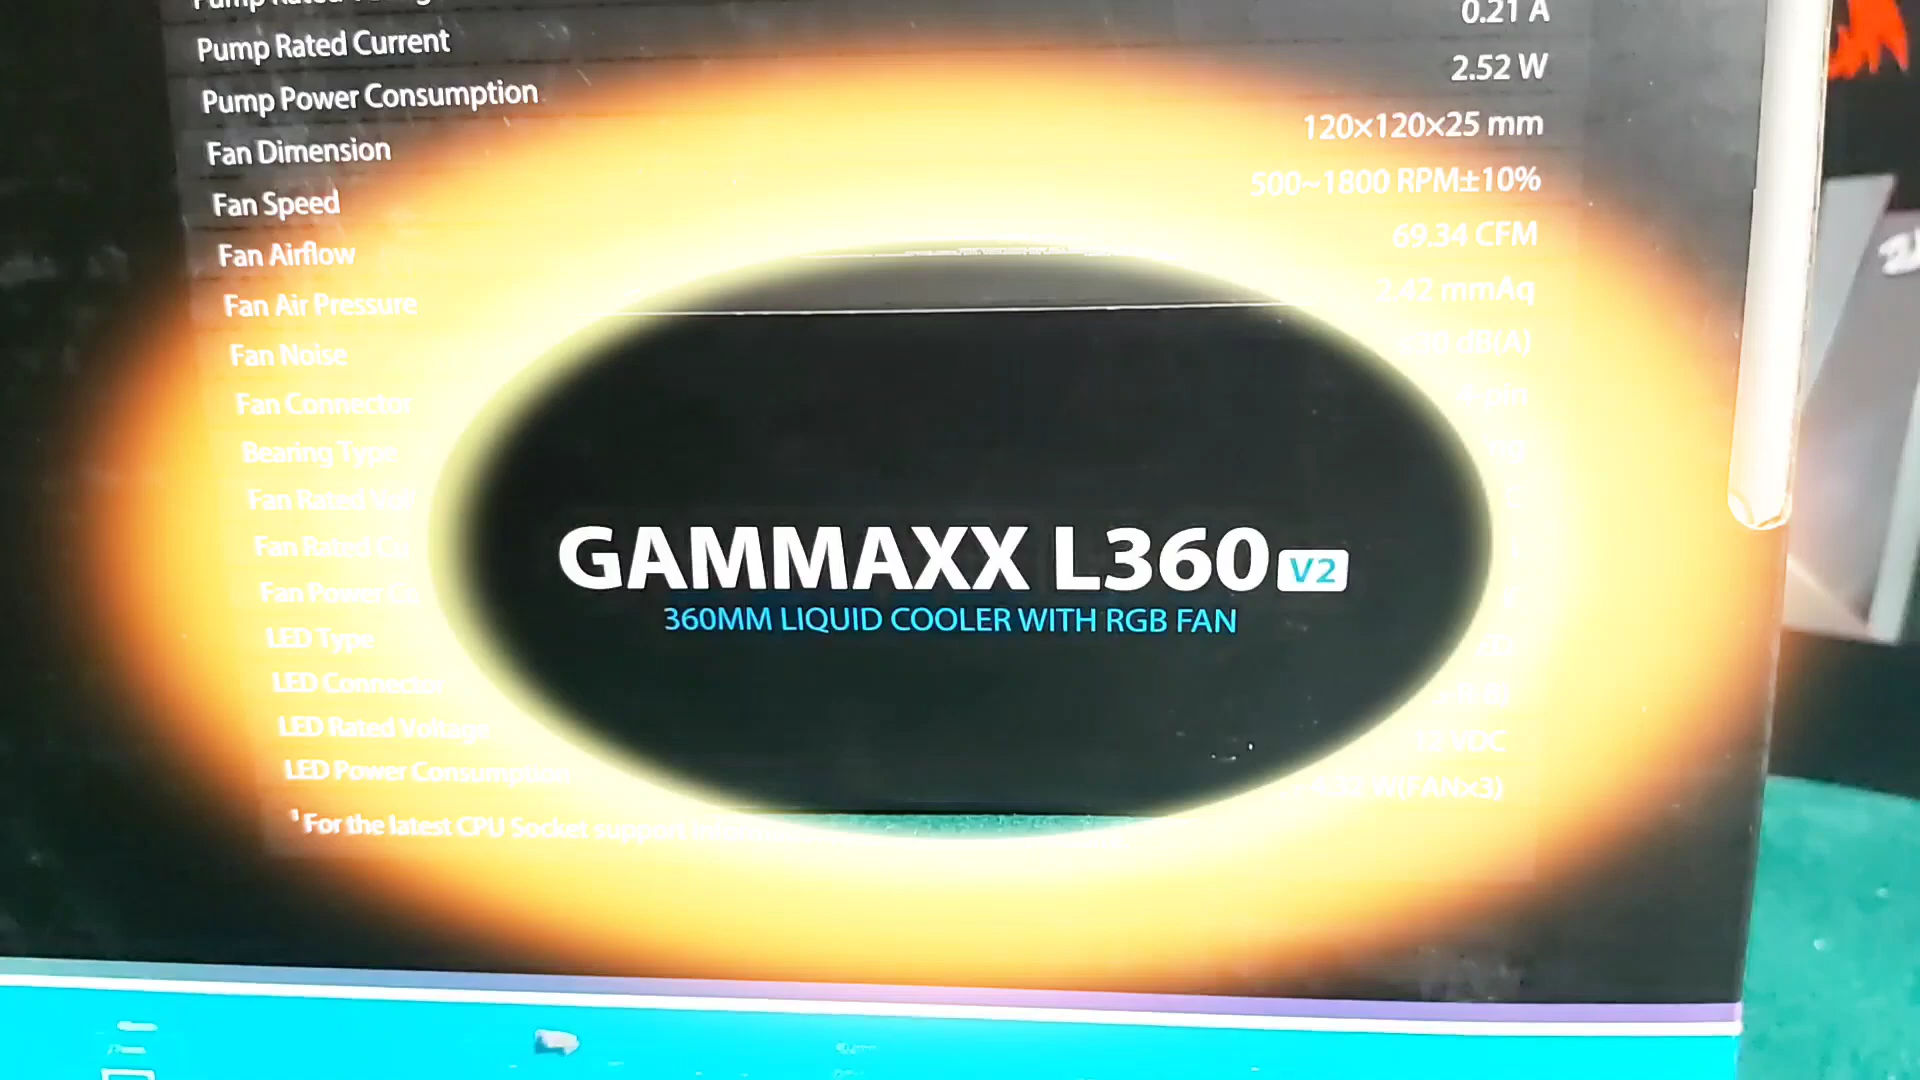 Pump Rated
0.21 A
Pump Rated Current
2.52 W
Pump Power Consumption
120×120×25 mm
Fan Dimension
500~1800 RPM±10%
Fan Speed
69.34 CFM
Fan Airflow
2.42 mmAq
Fan Air Pressure
dB(A)
Fan Noise
4-pin
Fan Connector
Bearing Type
Fan Rated
Fan Rated
Fan Power
LED Type
LED Connector
LED Rated Voltage
12 VDC
LED Power Consumption
W(FAN×3)
¹ For the latest CPU Socket support
GAMMAXX L360 V2
360MM LIQUID COOLER WITH RGB FAN